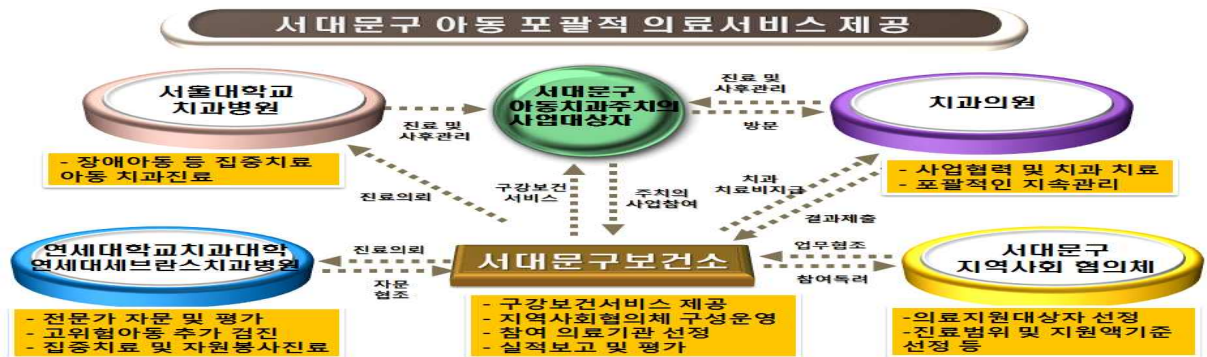 서대문구 아동 포괄적 의료서비스 제공
서울대학교
치과병원
진료 및
사후관리
서대문구
아동치과주치의
사업대상자
진료 및
사후관리
방문
치과의원
- 장애아동 등 집중치료
아동 치과진료
- 사업협력 및 치과 치료
- 포괄적인 지속관리
진료의뢰
구강보건
서비스
주치의
사업참여
치과
치료비지급
결과제출
연세대학교치과대학
연세대세브란스치과병원
진료의뢰
자문
협조
서대문구보건소
업무협조
참여독려
서대문구
지역사회 협의체
- 전문가 자문 및 평가
- 고위험아동 추가 검진
- 집중치료 및 자원봉사진료
- 구강보건서비스 제공
- 지역사회협의체 구성운영
- 참여 의료기관 선정
- 실적보고 및 평가
-의료지원대상자 선정
-진료범위 및 지원액기준
선정 등